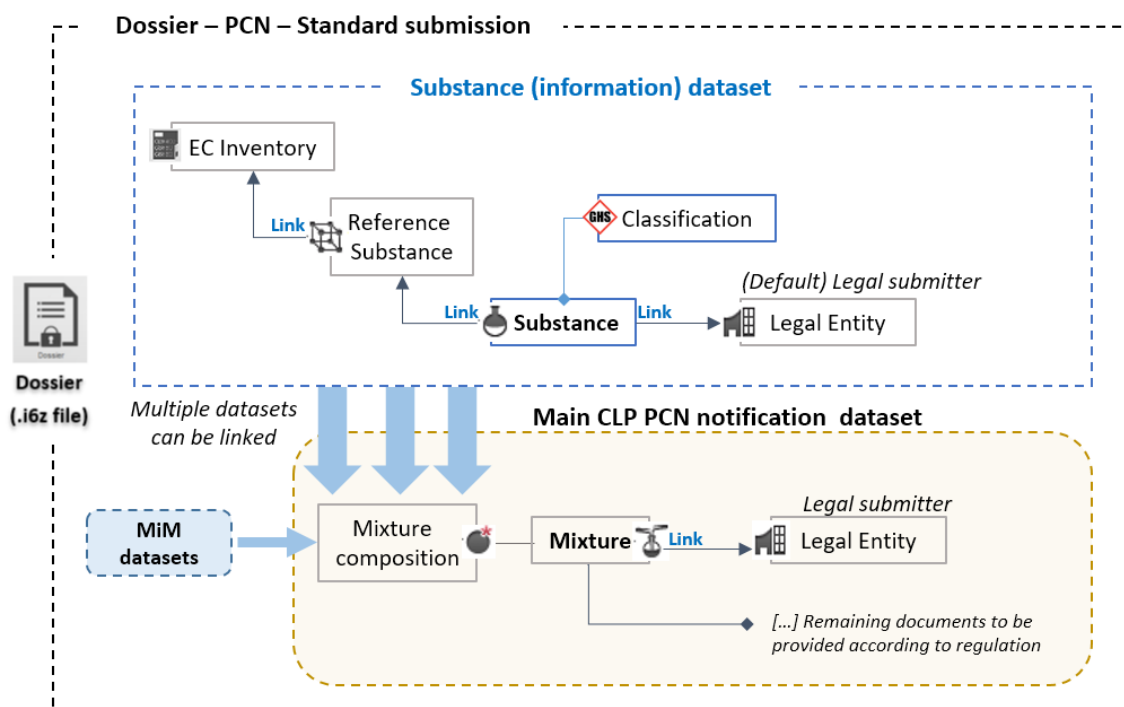 Dossier – PCN – Standard submission
Substance (information) dataset
EC Inventory
Link
Reference
Substance
GHS
Classification
(Default) Legal submitter
Link
Substance
Link
Legal Entity
Dossier
Dossier
(.i6z file)
Multiple datasets
can be linked
Main CLP PCN notification dataset
MiM
datasets
Mixture
composition
*
Mixture
Link
Legal submitter
Legal Entity
[...] Remaining documents to be
provided according to regulation